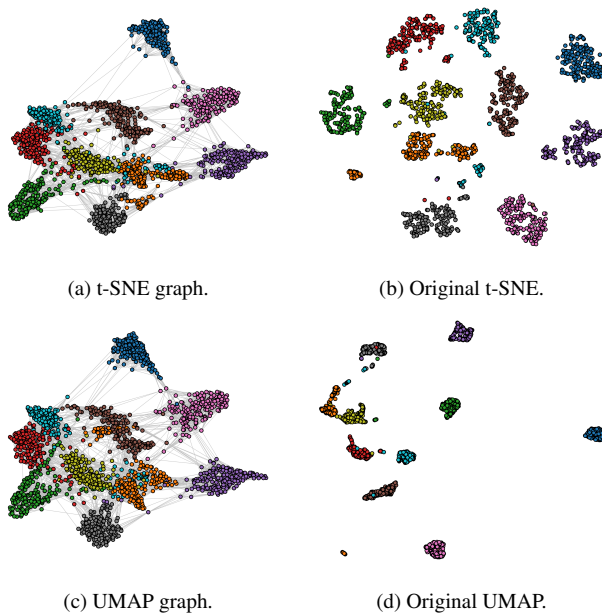 (a) t-SNE graph.
(b) Original t-SNE.
(c) UMAP graph.
(d) Original UMAP.